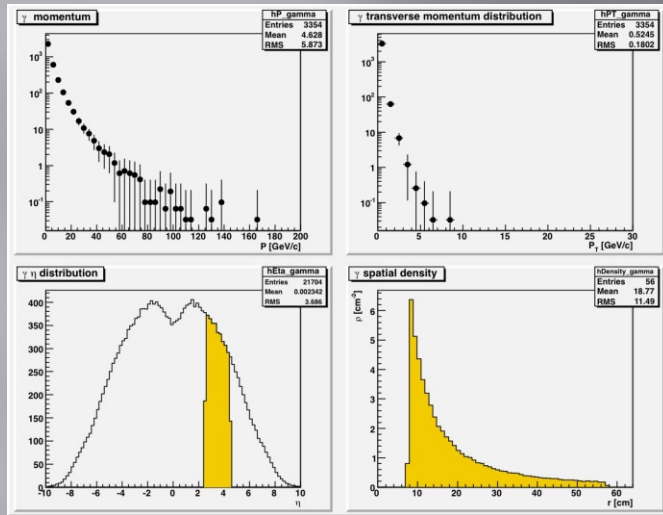 γ momentum
hP_gamma
Entries 3354
Mean 4.628
RMS 5.873
10³
10²
10
1
10⁻¹
0 20 40 60 80 100 120 140 160 180 200
P [GeV/c]
γ transverse momentum distribution
hPT_gamma
Entries 3354
Mean 0.5245
RMS 0.1802
10³
10²
10
1
10⁻¹
0 5 10 15 20 25 30
P_T [GeV/c]
γ η distribution
hEta_gamma
Entries 21704
Mean 0.002342
RMS 3.686
400
350
300
250
200
150
100
50
0
-10 -8 -6 -4 -2 0 2 4 6 8 10
η
γ spatial density
hDensity_gamma
Entries 56
Mean 18.77
RMS 11.49
ρ [cm⁻²]
6
5
4
3
2
1
0
0 10 20 30 40 50 60
r [cm]